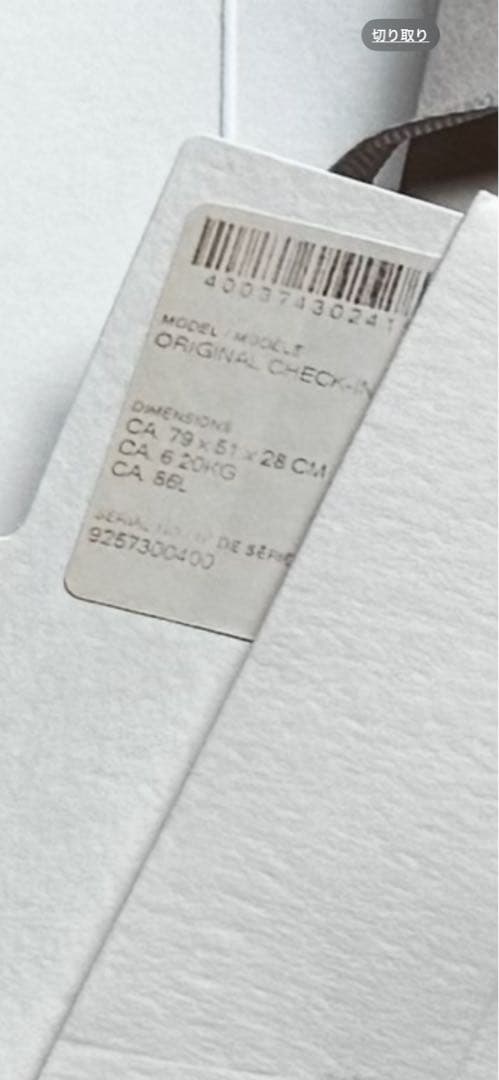 切り取り
MODEL / MODÈLE
ORIGINAL CHECK-IN
DIMENSIONS
CA. 79 x 51 x 28 CM
CA. 6.20KG
CA. 86L
DE SÉRIE
9257300400